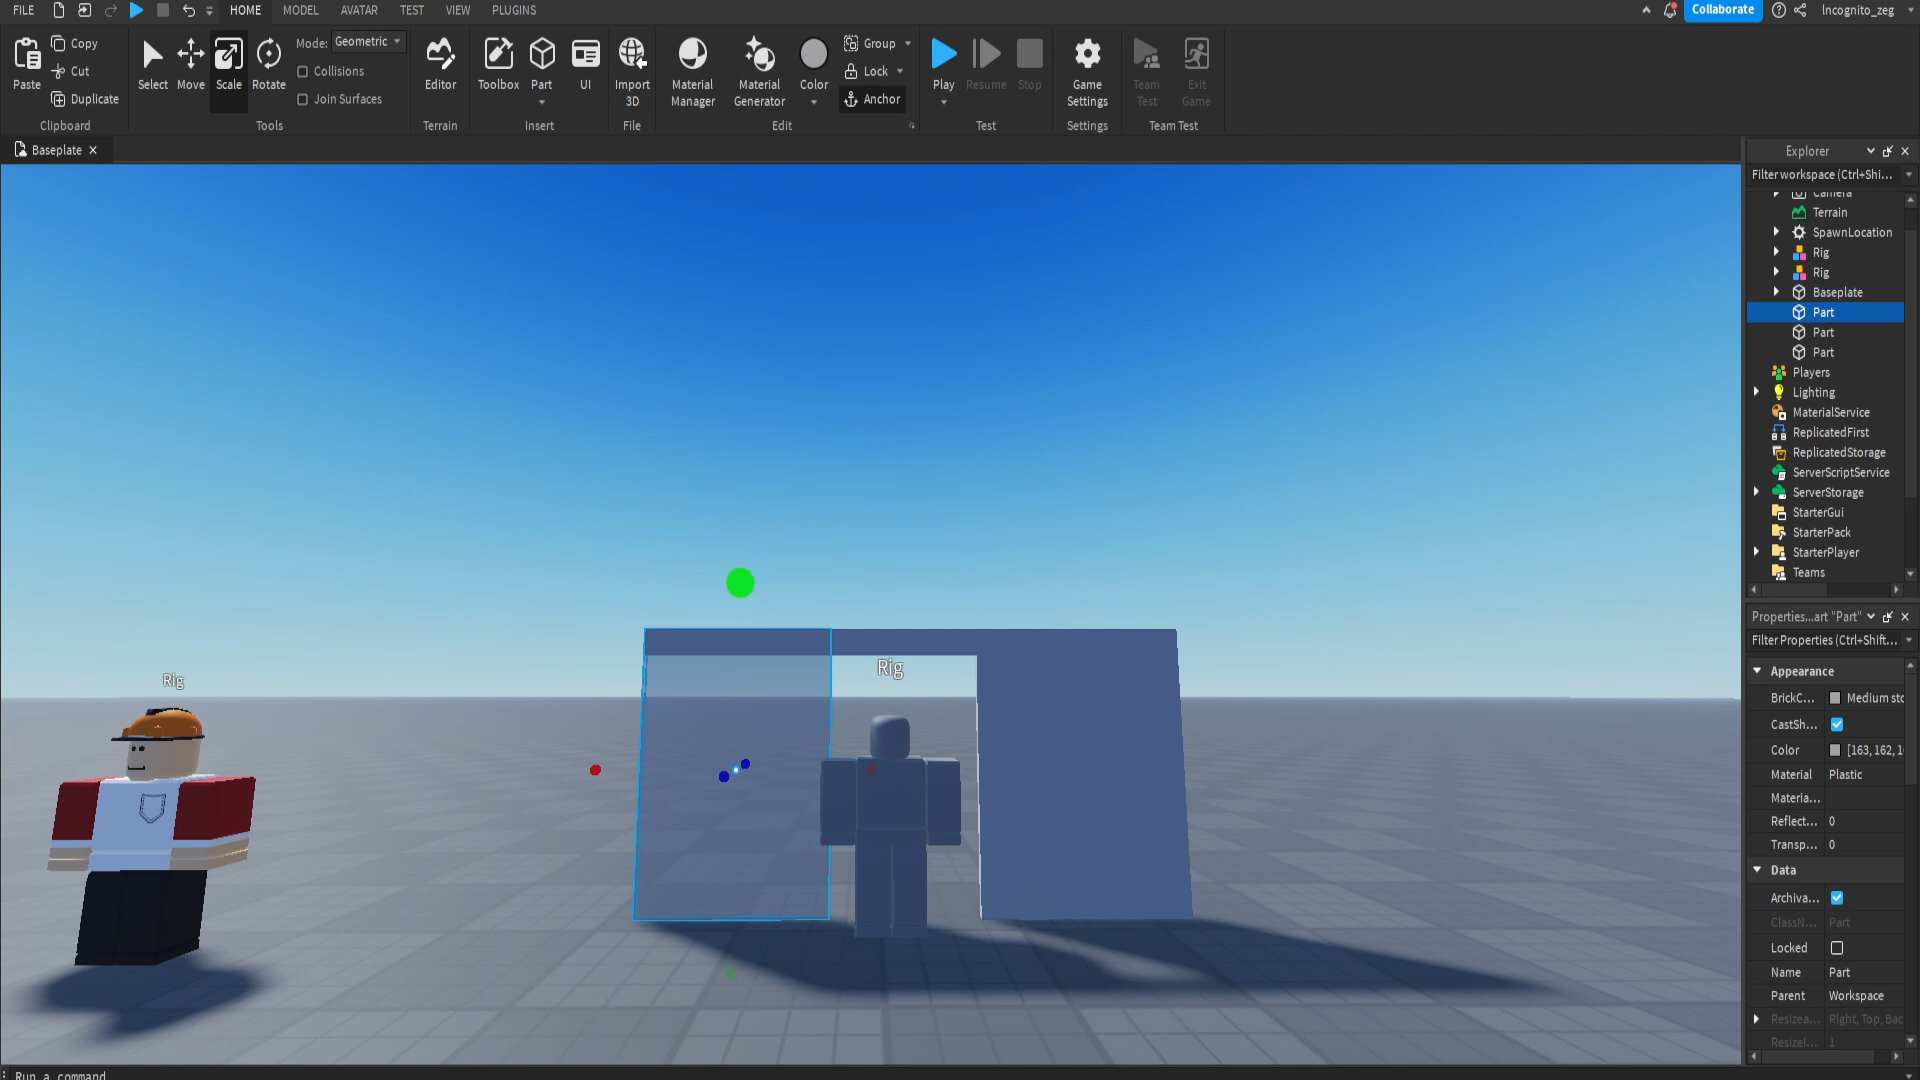 FILE
HOME
MODEL
AVATAR
TEST
VIEW
PLUGINS
Collaborate
Incognito_zeg
Paste
Copy
Cut
Duplicate
Clipboard
Select
Move
Scale
Rotate
Mode: Geometric
Collisions
Join Surfaces
Tools
Editor
Terrain
Toolbox
Part
UI
Insert
Import
3D
File
Material
Manager
Material
Generator
Color
Group
Lock
Anchor
Edit
Play
Resume
Stop
Test
Game
Settings
Settings
Team
Test
Exit
Game
Team Test
Baseplate
Rig
Rig
Explorer
Filter workspace (Ctrl+Shi...
Camera
Terrain
SpawnLocation
Rig
Rig
Baseplate
Part
Part
Part
Players
Lighting
MaterialService
ReplicatedFirst
ReplicatedStorage
ServerScriptService
ServerStorage
StarterGui
StarterPack
StarterPlayer
Teams
Properties...art "Part"
Filter Properties (Ctrl+Shift...
Appearance
BrickC... Medium sto
CastSh...
Color [163, 162, 1
Material Plastic
Materia...
Reflect... 0
Transp... 0
Data
Archiva...
ClassN... Part
Locked
Name Part
Parent Workspace
Resizea... Right, Top, Bac
Resizel... 1
Run a command